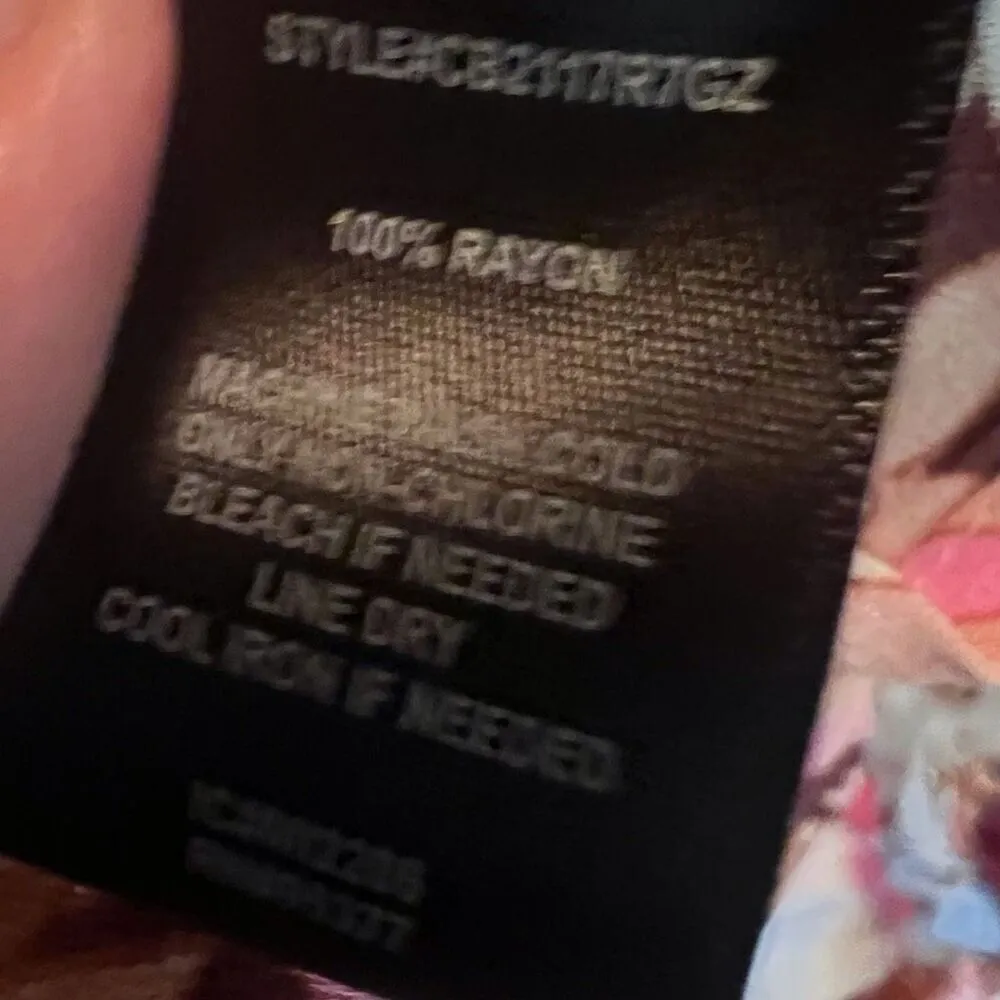 STYLE#CB2117R7GZ
100% RAYON
MACHINE WASH COLD
ONLY NON-CHLORINE
BLEACH IF NEEDED
LINE DRY
COOL IRON IF NEEDED